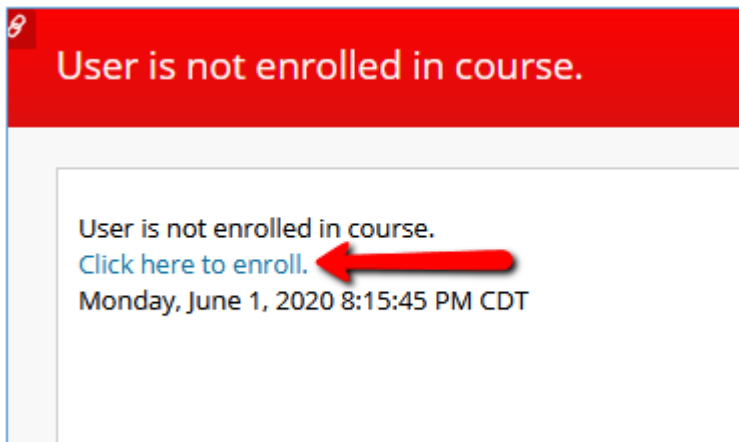 User is not enrolled in course.
User is not enrolled in course.
Click here to enroll.
Monday, June 1, 2020 8:15:45 PM CDT